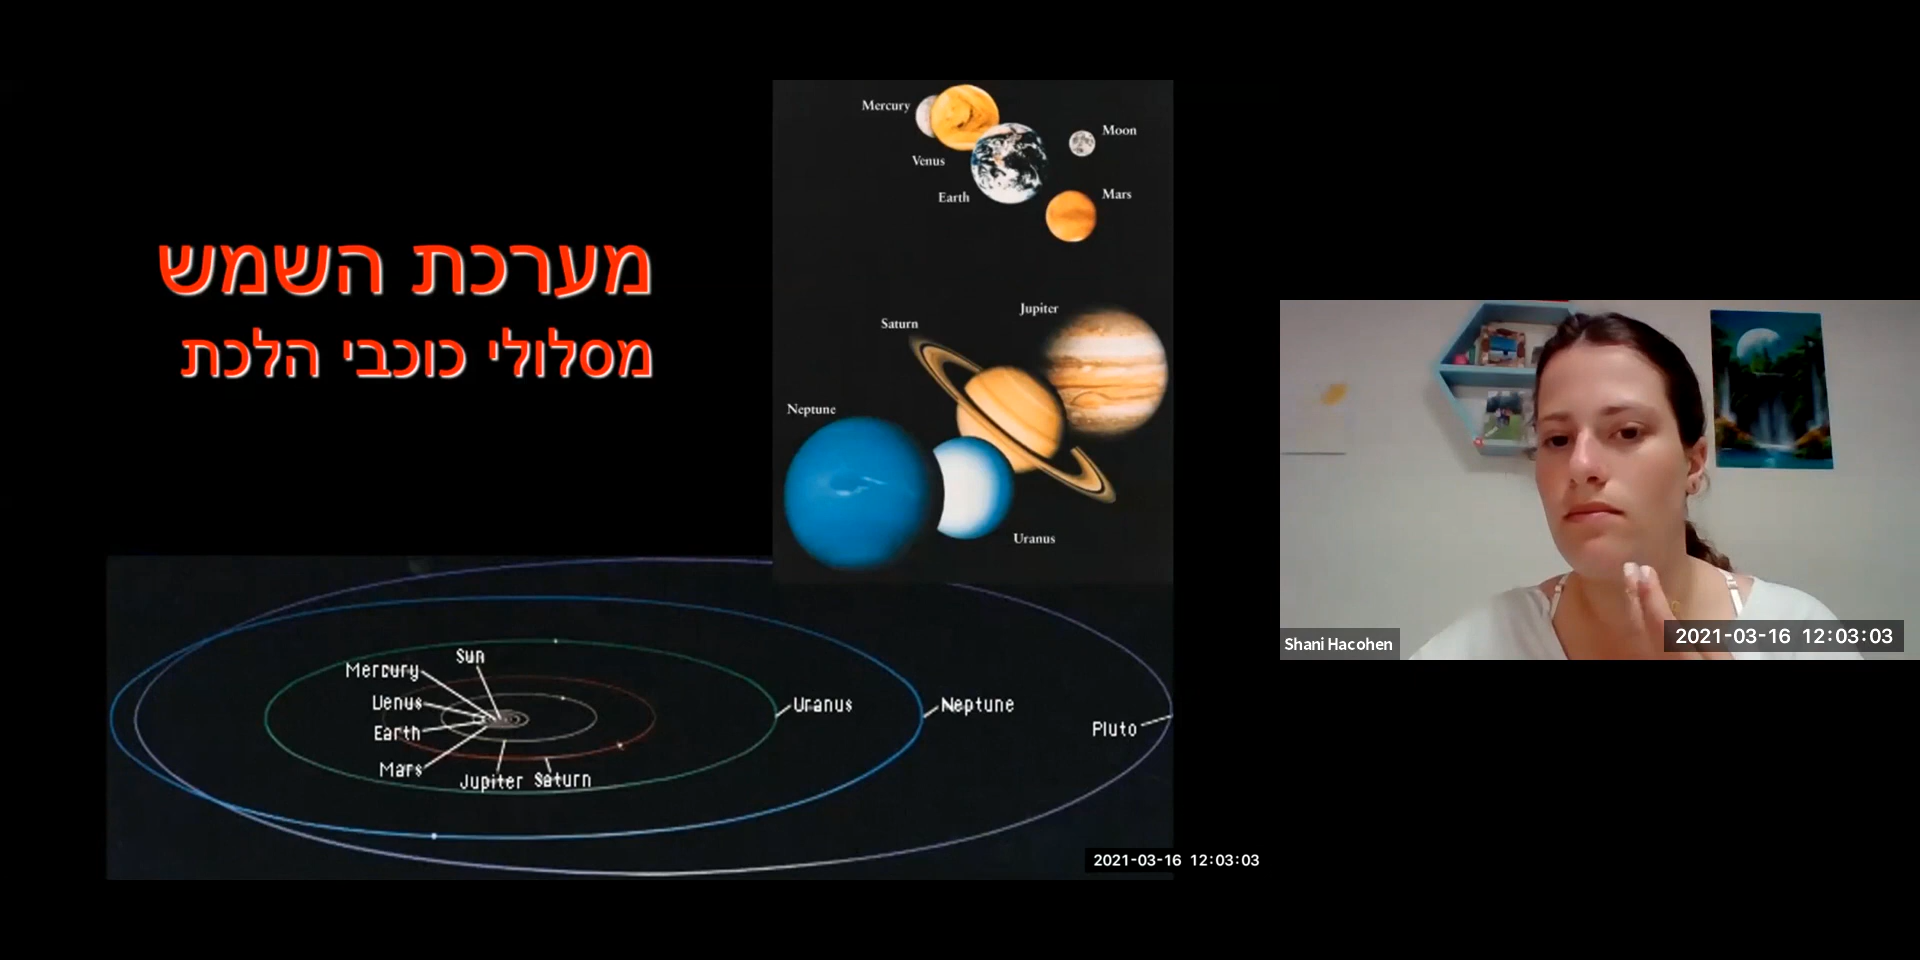 מערכת השמש
מסלולי כוכבי הלכת
Mercury
Venus
Earth
Moon
Mars
Jupiter
Saturn
Neptune
Uranus
Sun
Mercury
Venus
Earth
Mars
Jupiter Saturn
Uranus
Neptune
Pluto
2021-03-16 12:03:03
Shani Hacohen
2021-03-16 12:03:03